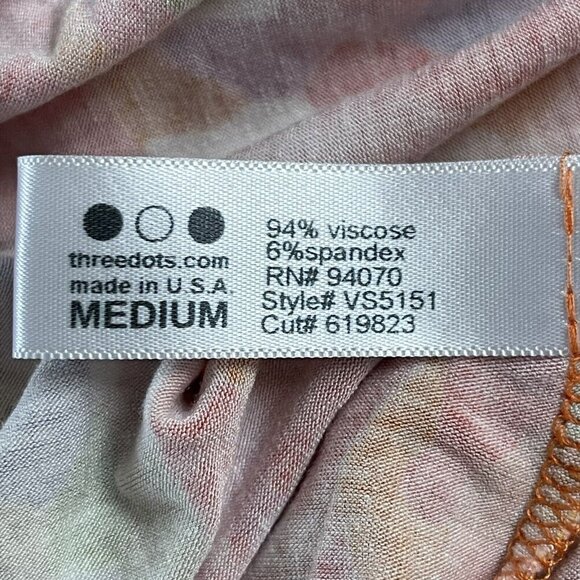 threedots.com
made in U.S.A.
MEDIUM
94% viscose
6%spandex
RN# 94070
Style# VS5151
Cut# 619823